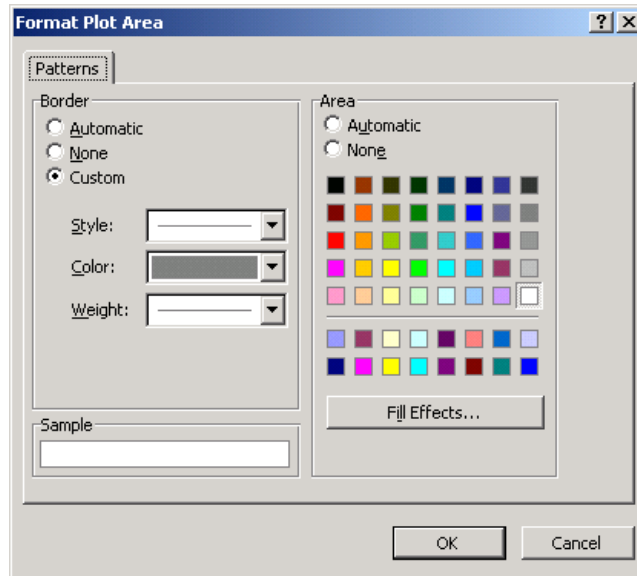 Format Plot Area
Patterns
Border
Automatic
None
Custom
Style:
Color:
Weight:
Sample
Area
Automatic
None
Fill Effects...
OK
Cancel